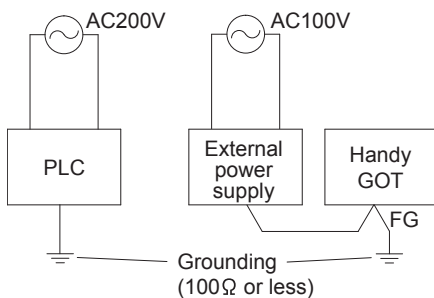 AC200V
AC100V
PLC
External
power
supply
Handy
GOT
FG
Grounding
(100Ω or less)